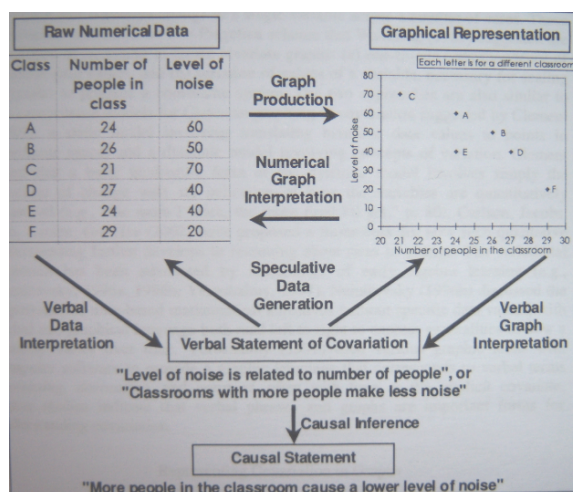 Raw Numerical Data
Class Number of people in class Level of noise
A 24 60
B 26 50
C 21 70
D 27 40
E 24 40
F 29 20
Graph
Production
Numerical
Graph
Interpretation
Graphical Representation
Each letter is for a different classroom
Level of noise
80
70
60
50
40
30
20
10
0
C
A
B
E
D
F
20 21 22 23 24 25 26 27 28 29 30
Number of people in the classroom
Verbal
Data
Interpretation
Speculative
Data
Generation
Verbal
Graph
Interpretation
Verbal Statement of Covariation
"Level of noise is related to number of people", or
"Classrooms with more people make less noise"
Causal Inference
Causal Statement
"More people in the classroom cause a lower level of noise"